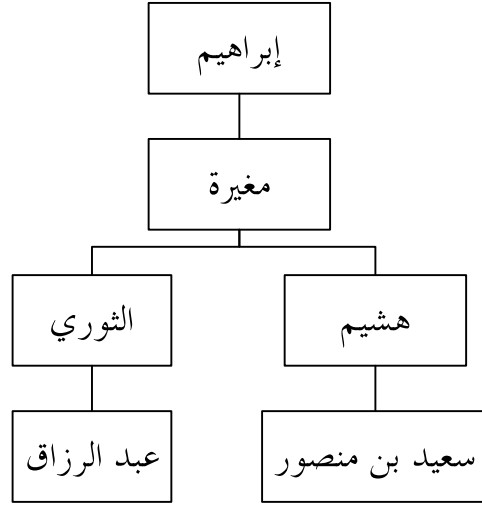 إبراهيم
مغيرة
هشيم
الثوري
سعيد بن منصور
عبد الرزاق